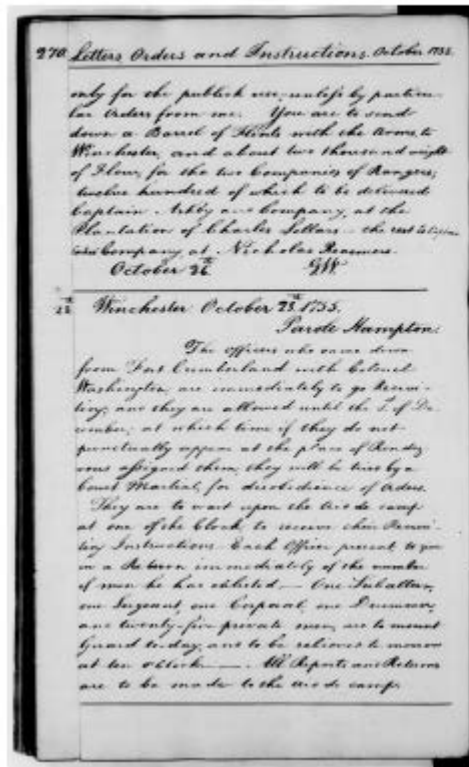 270 Letters Orders and Instructions. October 1755.
only for the publick use, unless by particu-
lar Orders from me. You are to send
down a Barrel of Flints with the Arms, to
Winchester, and about two thousand weight
of Flour, for the two Companies of Rangers;
twelve hundred of which to be delivered
Captain Ashby and Company, at the
Plantation of Charles Sellars - the rest to Captn
Company, at Nicholas Reasmers.
October 26th GW
28th Winchester October 28th 1755.
Parole Hampton.
The Officers who came down
from Fort Cumberland with Colonel
Washington, are immediately to go Recrui-
ting; and they are allowed until the 1st of De-
cember; at which time if they do not
punctually appear at the place of Rendez-
vous assigned them, they will be tried by a
Court Martial, for disobedience of Orders.
They are to wait upon the Aid de camp
at one of the Clock, to receive their Recrui-
ting Instructions. Each Officer present to give
in a Return immediately of the number
of men he has enlisted. — One Subaltern,
one Sergeant, one Corporal, one Drummer,
and twenty-five private men, are to mount
Guard to-day, and to be relieved to morrow
at ten o'clock —. All Reports and Returns
are to be made to the Aid de camp.